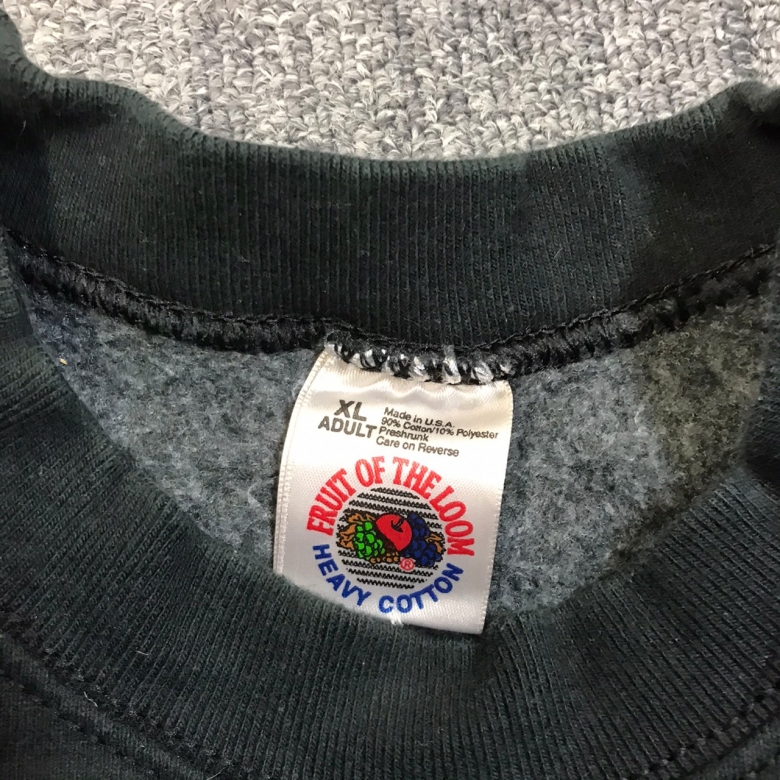 XL
ADULT
Made in U.S.A.
90% Cotton/10% Polyester
Preshrunk
Care on Reverse
FRUIT OF THE LOOM
®
HEAVY COTTON